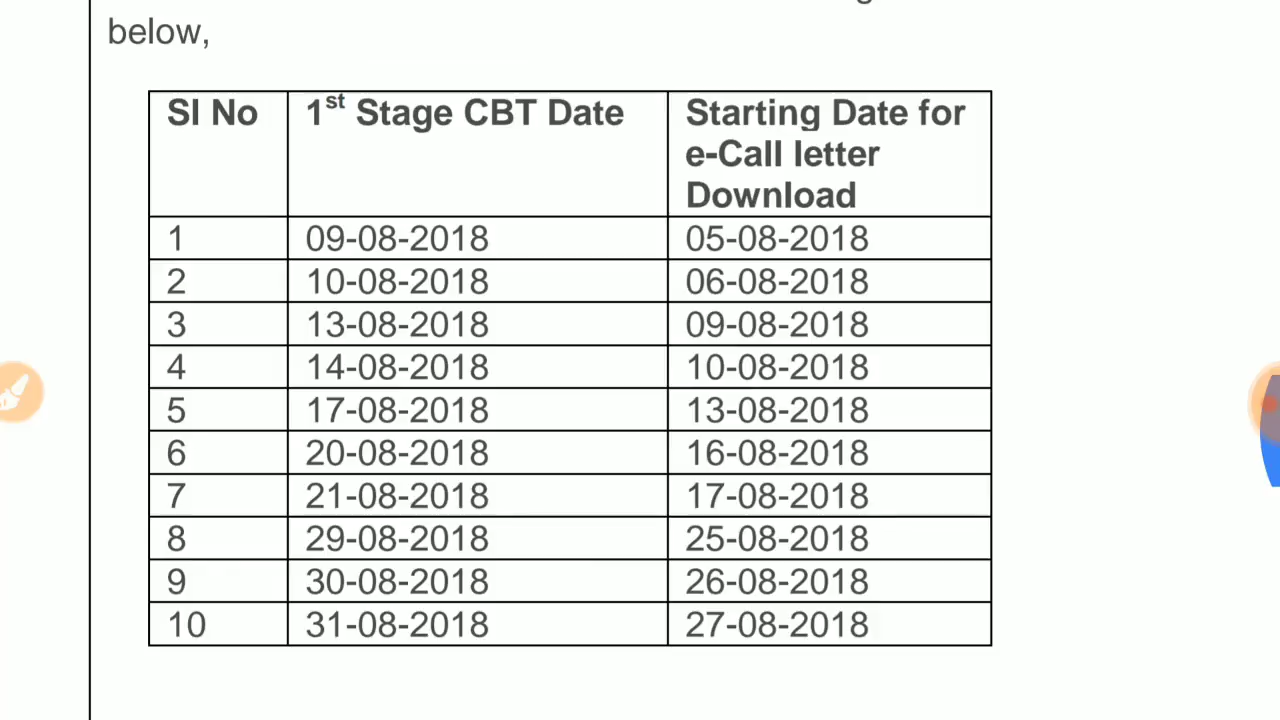 below,
Sl No 1st Stage CBT Date Starting Date for
e-Call letter
Download
1 09-08-2018 05-08-2018
2 10-08-2018 06-08-2018
3 13-08-2018 09-08-2018
4 14-08-2018 10-08-2018
5 17-08-2018 13-08-2018
6 20-08-2018 16-08-2018
7 21-08-2018 17-08-2018
8 29-08-2018 25-08-2018
9 30-08-2018 26-08-2018
10 31-08-2018 27-08-2018